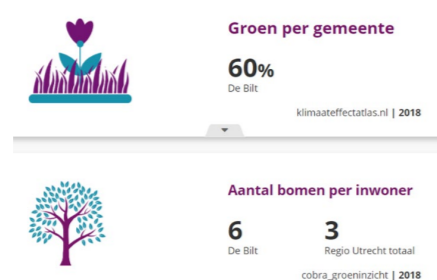 Groen per gemeente
60%
De Bilt
klimaateffectatlas.nl | 2018
Aantal bomen per inwoner
6 3
De Bilt Regio Utrecht totaal
cobra_groeninzicht | 2018